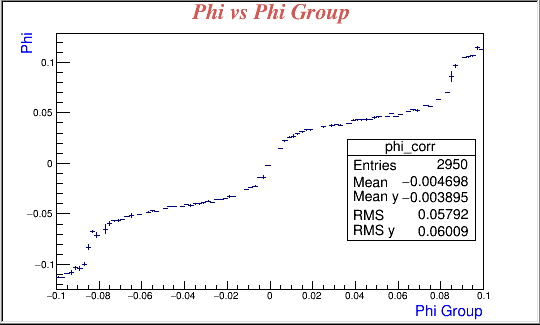 Phi vs Phi Group
Phi
0.1
0.05
0
−0.05
−0.1
phi_corr
Entries 2950
Mean −0.004698
Mean y −0.003895
RMS 0.05792
RMS y 0.06009
−0.1 −0.08 −0.06 −0.04 −0.02 0 0.02 0.04 0.06 0.08 0.1
Phi Group